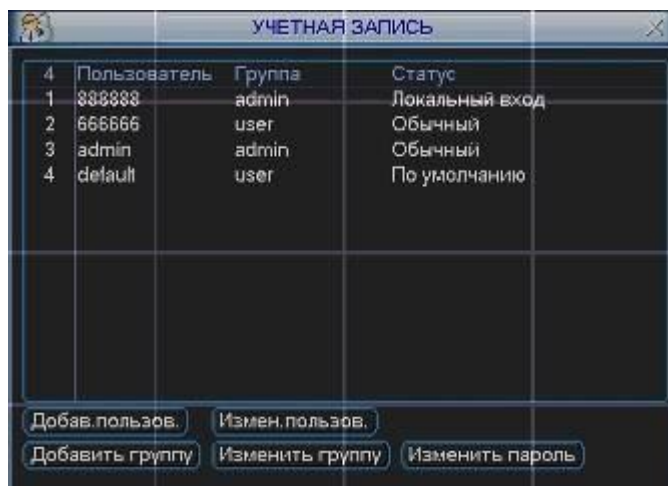 УЧЕТНАЯ ЗАПИСЬ
4 Пользователь Группа Статус
1 888888 admin Локальный вход
2 666666 user Обычный
3 admin admin Обычный
4 default user По умолчанию
Добав.пользов. Измен.пользов.
Добавить группу Изменить группу Изменить пароль